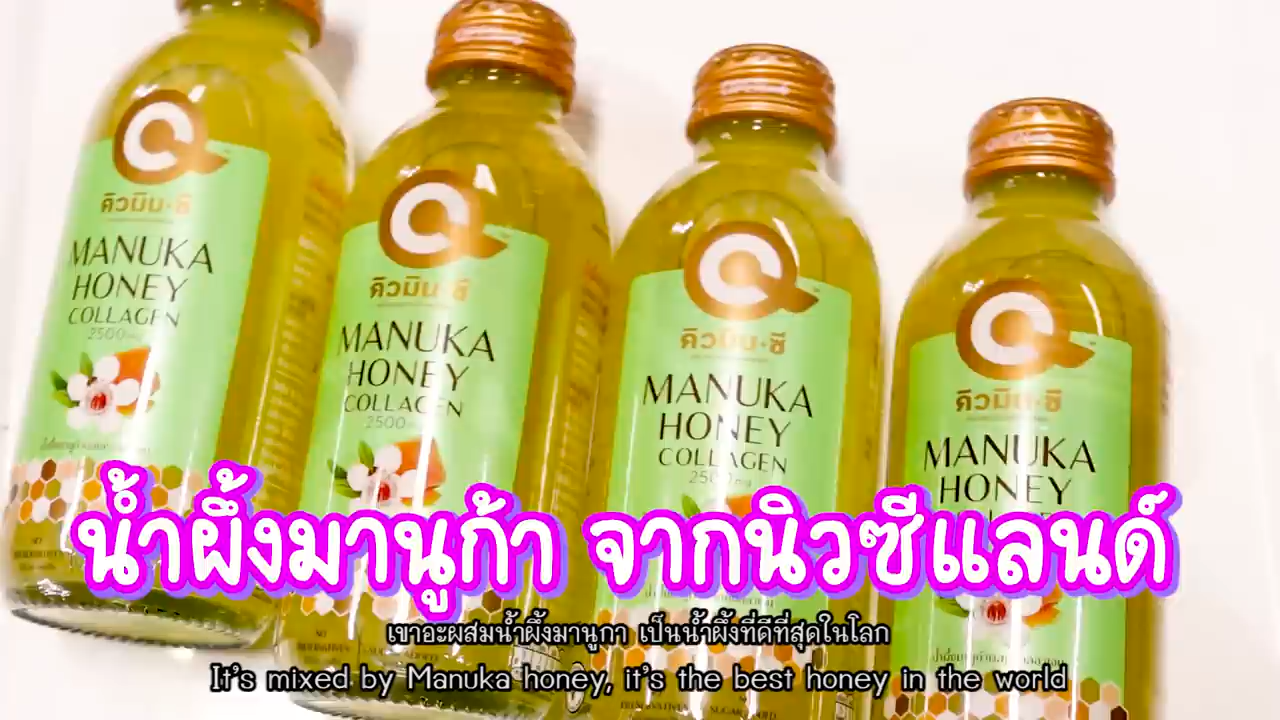 คิวมิน·ซี
MANUKA
HONEY
COLLAGEN
2500mg
คิวมิน·ซี
MANUKA
HONEY
COLLAGEN
2500mg
คิวมิน·ซี
MANUKA
HONEY
COLLAGEN
2500mg
คิวมิน·ซี
MANUKA
HONEY
น้ำผึ้งมานูก้า จากนิวซีแลนด์
เขาอะผสมน้ำผึ้งมานูกา เป็นน้ำผึ้งที่ดีที่สุดในโลก
It's mixed by Manuka honey, it's the best honey in the world